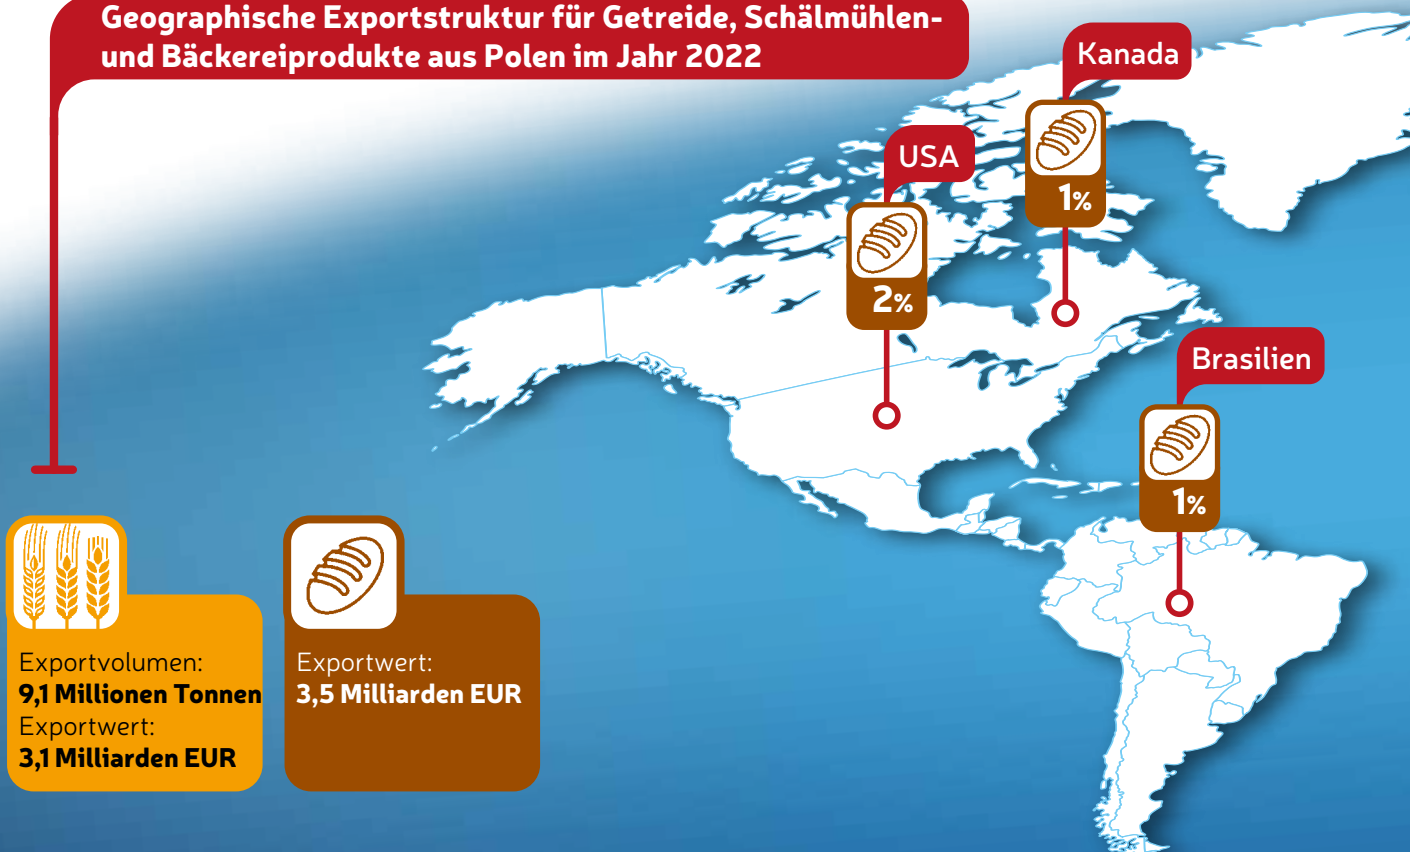 Geographische Exportstruktur für Getreide, Schälmühlen-
und Bäckereiprodukte aus Polen im Jahr 2022
Kanada
1%
USA
2%
Brasilien
1%
Exportvolumen:
9,1 Millionen Tonnen
Exportwert:
3,1 Milliarden EUR
Exportwert:
3,5 Milliarden EUR